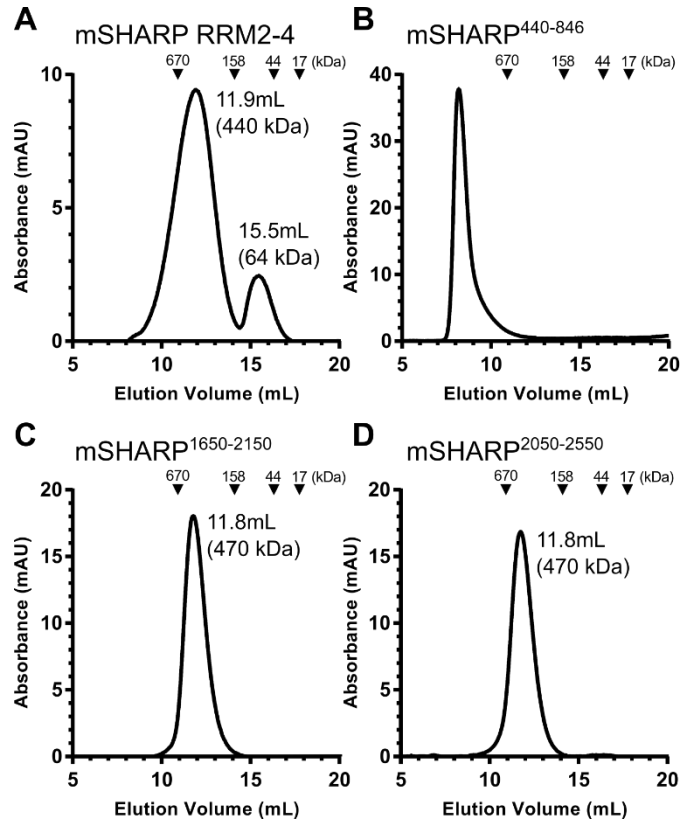 A
mSHARP RRM2-4
670 158 44 17 (kDa)
10
5
0
11.9mL
(440 kDa)
15.5mL
(64 kDa)
Absorbance (mAU)
5 10 15 20
Elution Volume (mL)
B
mSHARP440-846
670 158 44 17 (kDa)
40
30
20
10
0
Absorbance (mAU)
5 10 15 20
Elution Volume (mL)
C
mSHARP1650-2150
670 158 44 17 (kDa)
20
15
10
5
0
11.8mL
(470 kDa)
Absorbance (mAU)
5 10 15 20
Elution Volume (mL)
D
mSHARP2050-2550
670 158 44 17 (kDa)
20
15
10
5
0
11.8mL
(470 kDa)
Absorbance (mAU)
5 10 15 20
Elution Volume (mL)